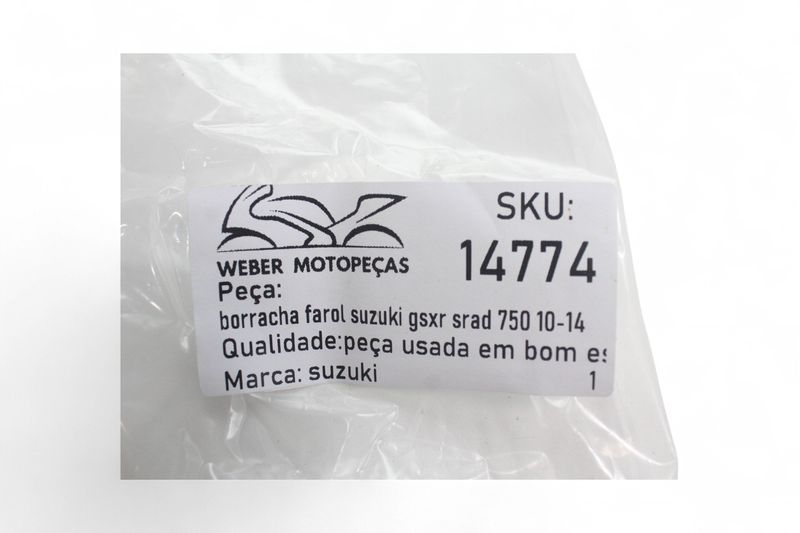 SKU:
14774
WEBER MOTOPEÇAS
Peça:
borracha farol suzuki gsxr srad 750 10-14
Qualidade:peça usada em bom
Marca: suzuki 1